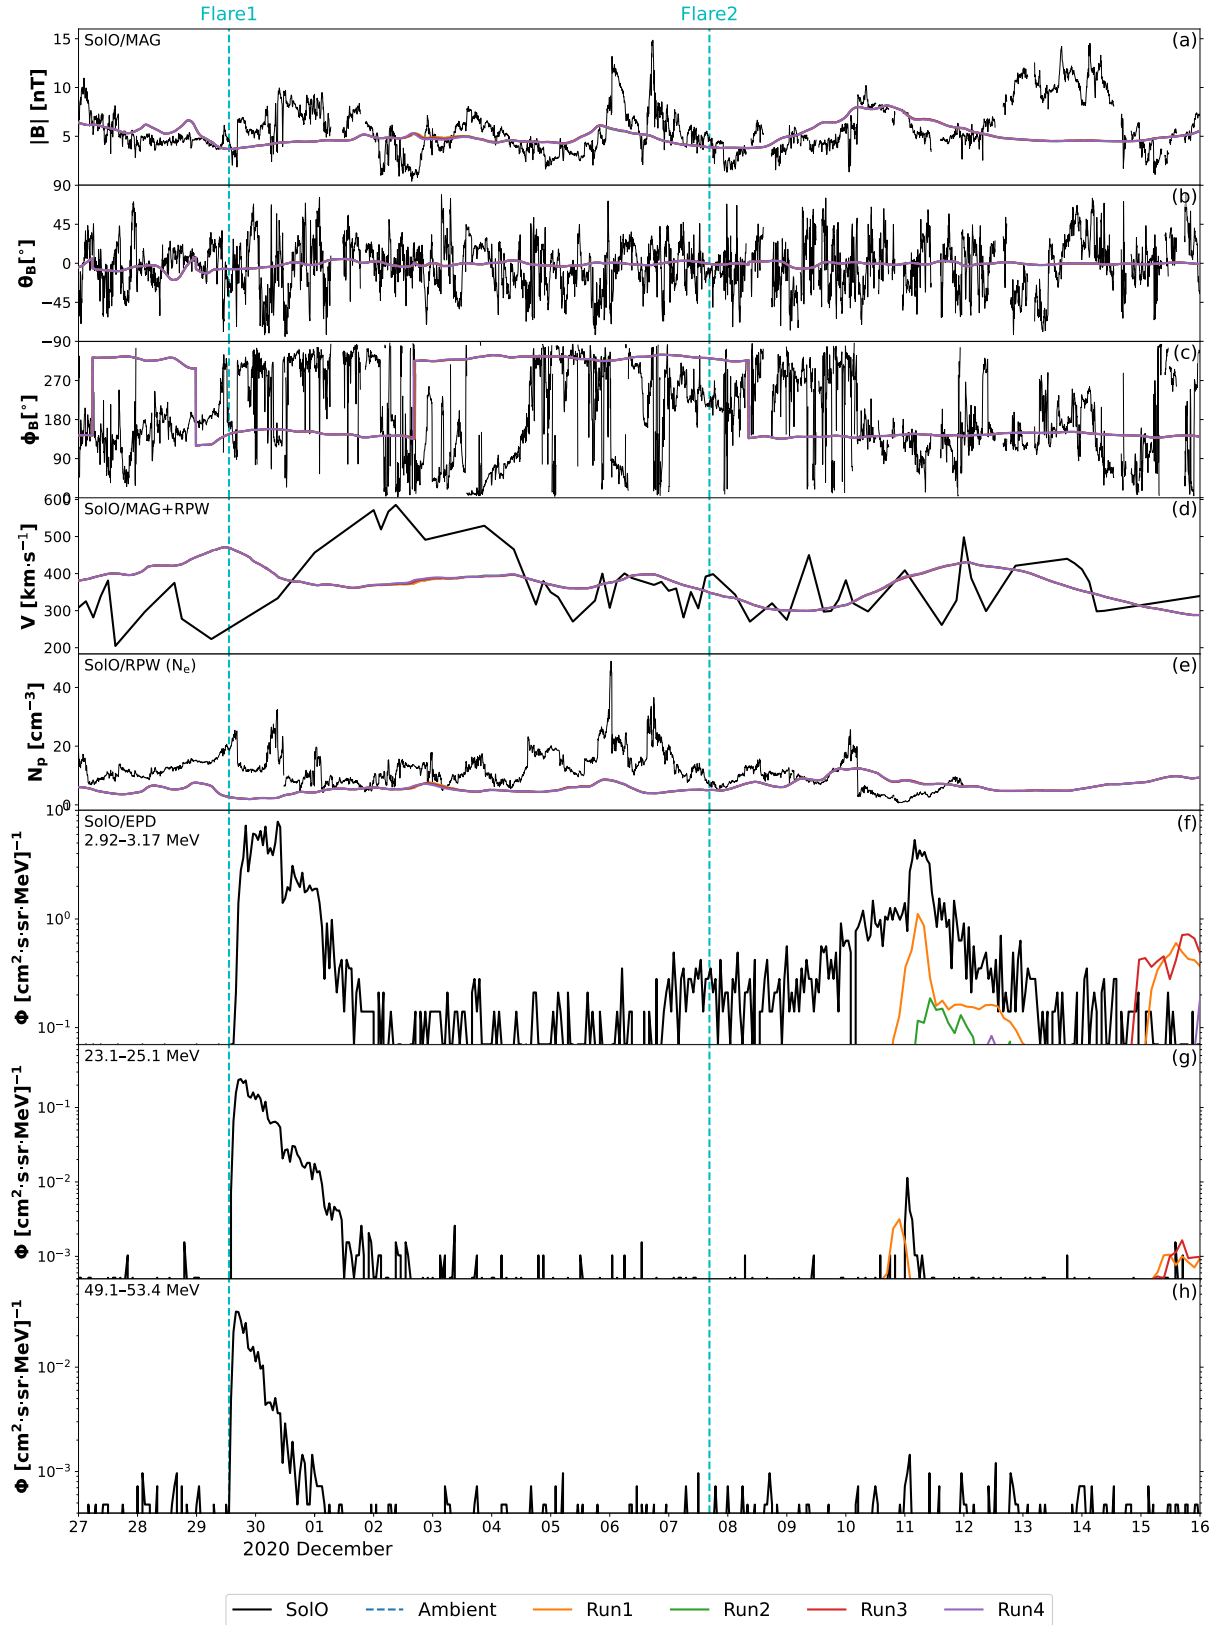 Flare1 Flare2
SolO/MAG (a)
|B| [nT]
15
10
5
90
(b)
θB[°]
45
0
−45
−90
(c)
ϕB[°]
270
180
90
0
SolO/MAG+RPW (d)
V [km·s−1]
600
500
400
300
200
SolO/RPW (Ne) (e)
Np [cm−3]
40
20
0
SolO/EPD (f)
2.92–3.17 MeV
Φ [cm2·s·sr·MeV]−1
100
10−1
23.1–25.1 MeV (g)
Φ [cm2·s·sr·MeV]−1
10−1
10−2
10−3
49.1–53.4 MeV (h)
Φ [cm2·s·sr·MeV]−1
10−2
10−3
27 28 29 30 01 02 03 04 05 06 07 08 09 10 11 12 13 14 15 16
2020 December
SolO Ambient Run1 Run2 Run3 Run4